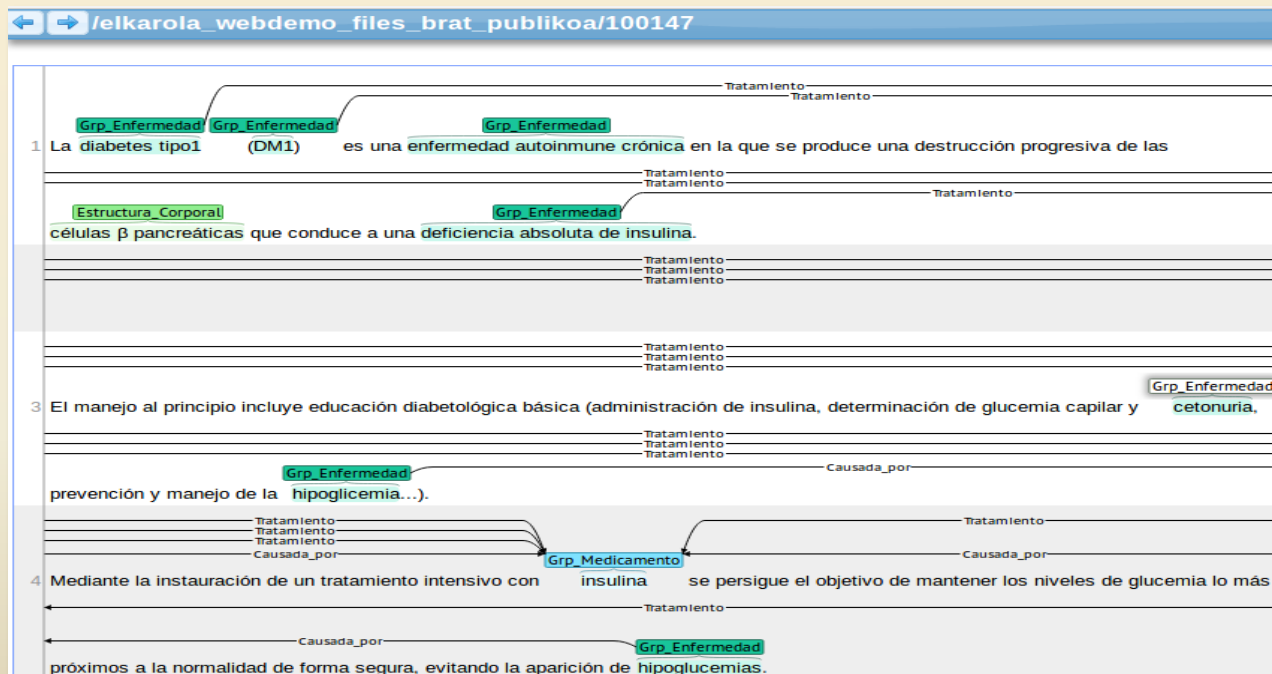 /elkarola_webdemo_files_brat_publikoa/100147
Tratamiento
Tratamiento
Grp_Enfermedad Grp_Enfermedad Grp_Enfermedad
1 La diabetes tipo1 (DM1) es una enfermedad autoinmune crónica en la que se produce una destrucción progresiva de las
Tratamiento
Tratamiento
Tratamiento
Estructura_Corporal Grp_Enfermedad
células β pancreáticas que conduce a una deficiencia absoluta de insulina.
Tratamiento
Tratamiento
Tratamiento
Tratamiento
Tratamiento
Tratamiento
Grp_Enfermedad
3 El manejo al principio incluye educación diabetológica básica (administración de insulina, determinación de glucemia capilar y cetonuria,
Tratamiento
Tratamiento
Tratamiento
Causada_por
Grp_Enfermedad
prevención y manejo de la hipoglicemia...).
Tratamiento Tratamiento
Tratamiento
Tratamiento
Causada_por Causada_por
Grp_Medicamento
4 Mediante la instauración de un tratamiento intensivo con insulina se persigue el objetivo de mantener los niveles de glucemia lo más
Tratamiento
Causada_por
Grp_Enfermedad
próximos a la normalidad de forma segura, evitando la aparición de hipoglucemias.